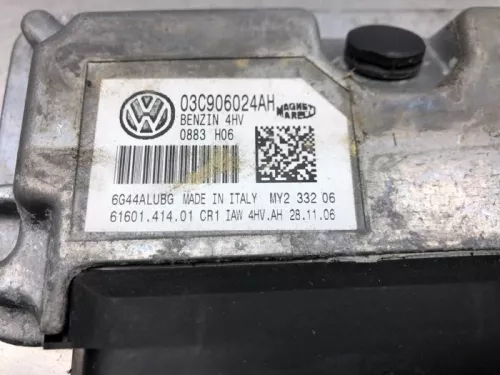 03C906024AH
MAGNETI
MARELLI
BENZIN 4HV
0883 H06
6G44ALUBG MADE IN ITALY MY2 332 06
61601.414.01 CR1 IAW 4HV.AH 28.11.06